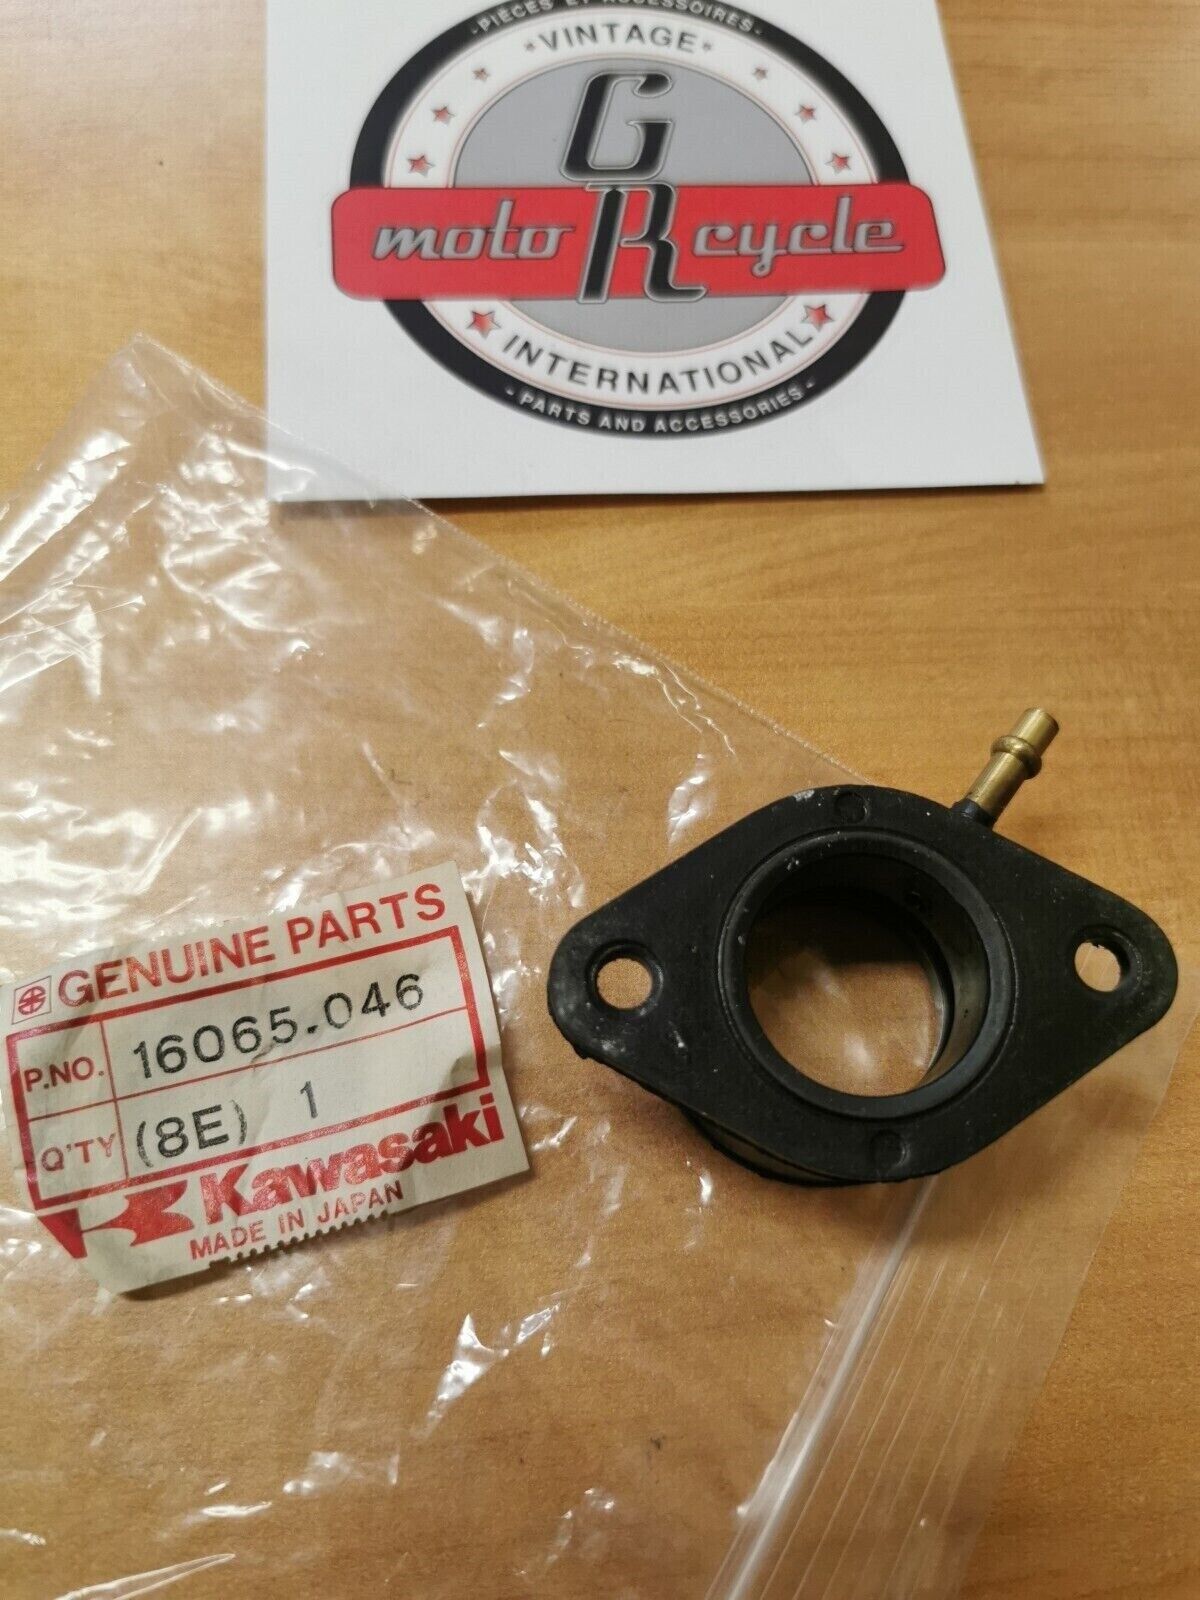 - PIÈCES ET ACCESSOIRES -
"VINTAGE"
G
moto R cycle
INTERNATIONAL
- PARTS AND ACCESSORIES -
GENUINE PARTS
P.NO. 16065.046
Q'TY (8E) 1
Kawasaki
MADE IN JAPAN